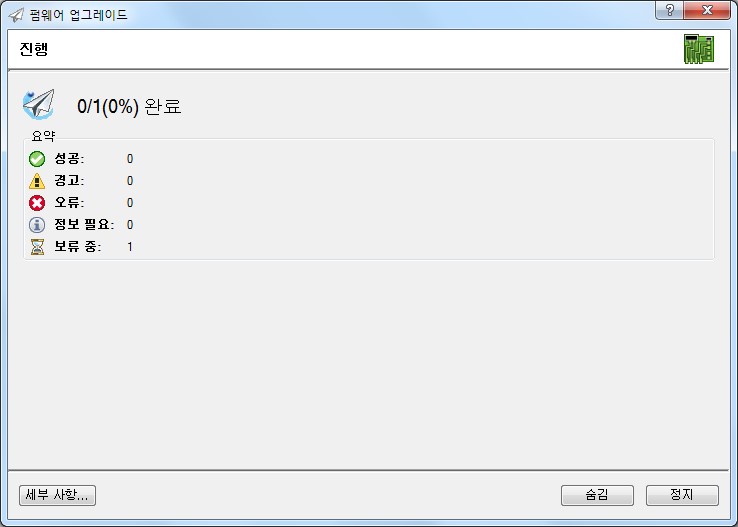 펌웨어 업그레이드
진행
0/1(0%) 완료
요약
성공: 0
경고: 0
오류: 0
정보 필요: 0
보류 중: 1
세부 사항... 숨김 정지